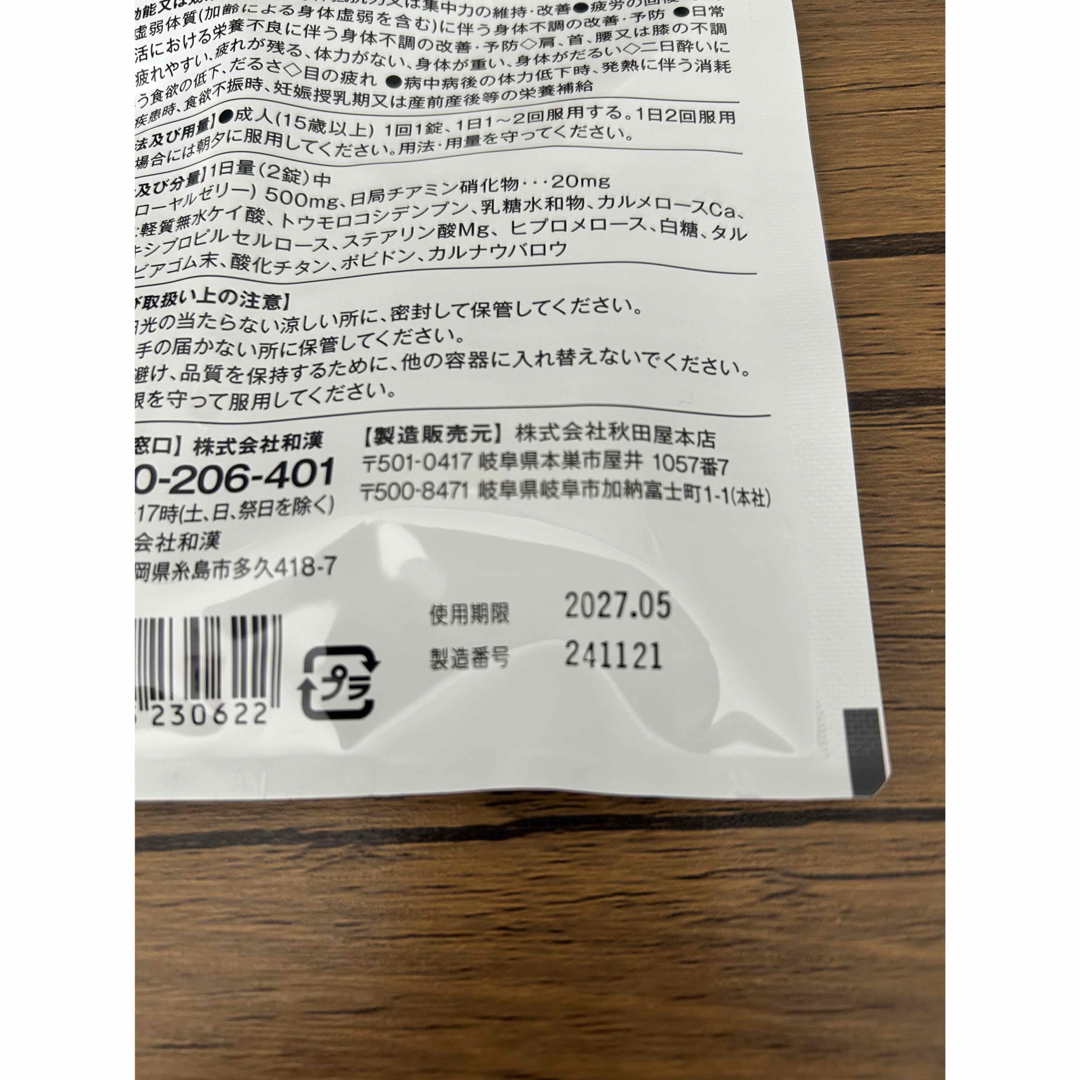 抵抗力又は集中力の維持・改善●疲労の回復
虚弱体質(加齢による身体虚弱を含む)に伴う身体不調の改善・予防 ●日常
活における栄養不良に伴う身体不調の改善・予防◇肩、首、腰又は膝の不調
疲れやすい、疲れが残る、体力がない、身体が重い、身体がだるい◇二日酔いに
う食欲の低下、だるさ◇目の疲れ ●病中病後の体力低下時、発熱に伴う消耗
疾患時、食欲不振時、妊娠授乳期又は産前産後等の栄養補給
法及び用量】●成人(15歳以上) 1回1錠、1日1〜2回服用する。1日2回服用
場合には朝夕に服用してください。用法・用量を守ってください。
及び分量】1日量(2錠)中
ローヤルゼリー) 500mg、日局チアミン硝化物・・・20mg
軽質無水ケイ酸、トウモロコシデンプン、乳糖水和物、カルメロースCa、
キシプロピルセルロース、ステアリン酸Mg、ヒプロメロース、白糖、タル
ビアゴム末、酸化チタン、ポビドン、カルナウバロウ
取扱い上の注意】
光の当たらない涼しい所に、密封して保管してください。
手の届かない所に保管してください。
避け、品質を保持するために、他の容器に入れ替えないでください。
限を守って服用してください。
窓口】株式会社和漢
0-206-401
17時(土、日、祭日を除く)
会社和漢
岡県糸島市多久418-7
【製造販売元】株式会社秋田屋本店
〒501-0417 岐阜県本巣市屋井 1057番7
〒500-8471 岐阜県岐阜市加納富士町1-1(本社)
使用期限 2027.05
製造番号 241121
プラ
230622